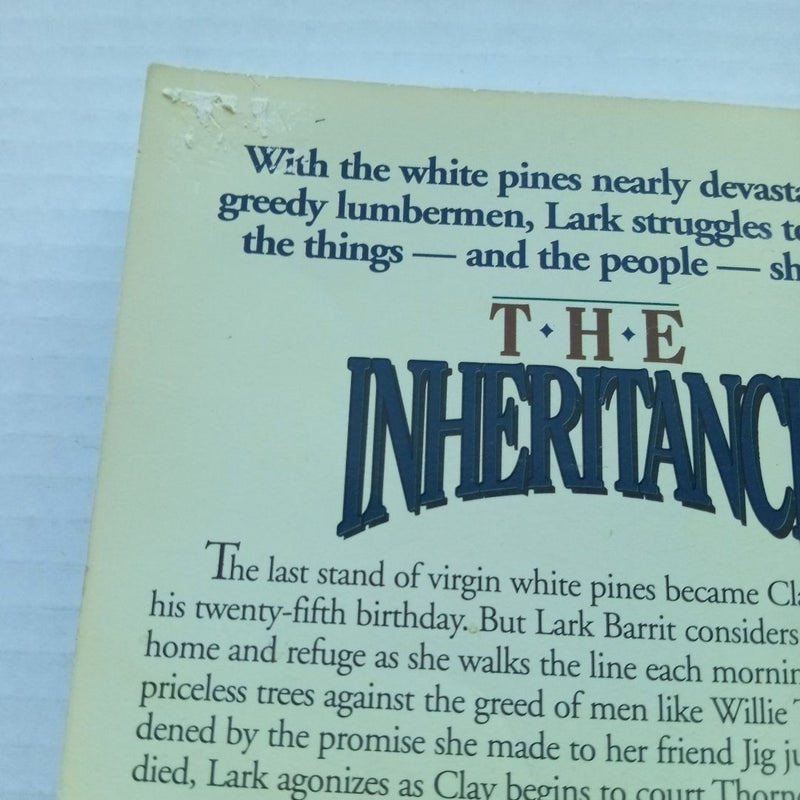 With the white pines nearly devasta
greedy lumbermen, Lark struggles to
the things — and the people — sh
T·H·E
INHERITANC
The last stand of virgin white pines became Cla
his twenty-fifth birthday. But Lark Barrit considers
home and refuge as she walks the line each mornin
priceless trees against the greed of men like Willie T
dened by the promise she made to her friend Jig ju
died, Lark agonizes as Clay begins to court Thorn